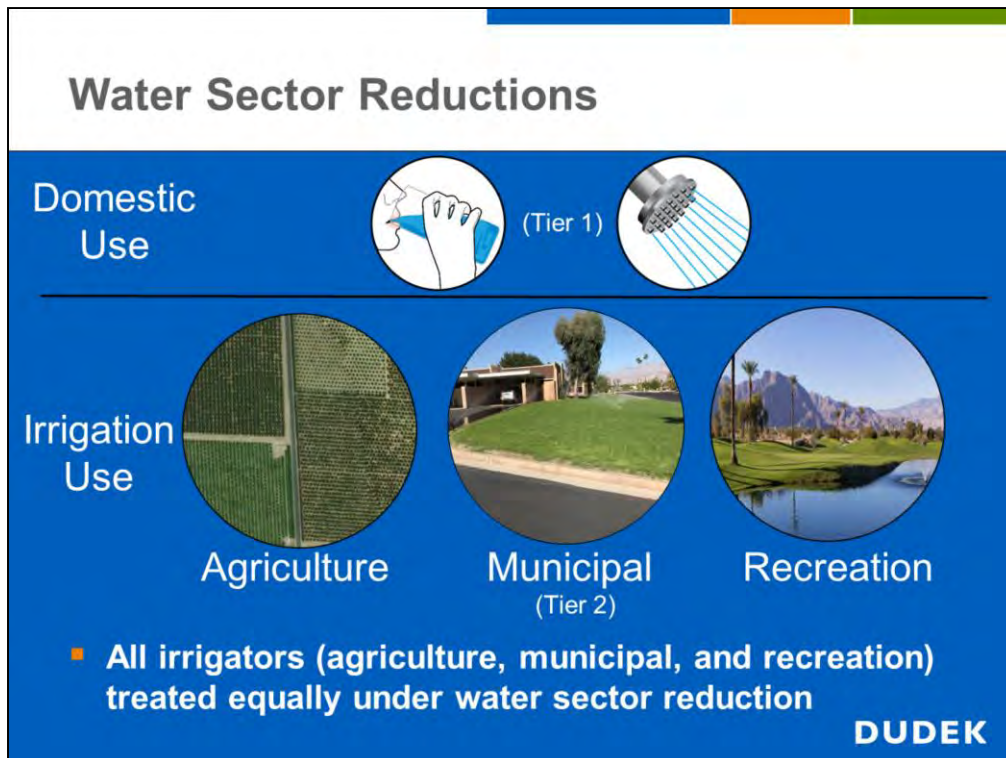 Water Sector Reductions
Domestic
Use
(Tier 1)
Irrigation
Use
Agriculture
Municipal
(Tier 2)
Recreation
All irrigators (agriculture, municipal, and recreation)
treated equally under water sector reduction
DUDEK